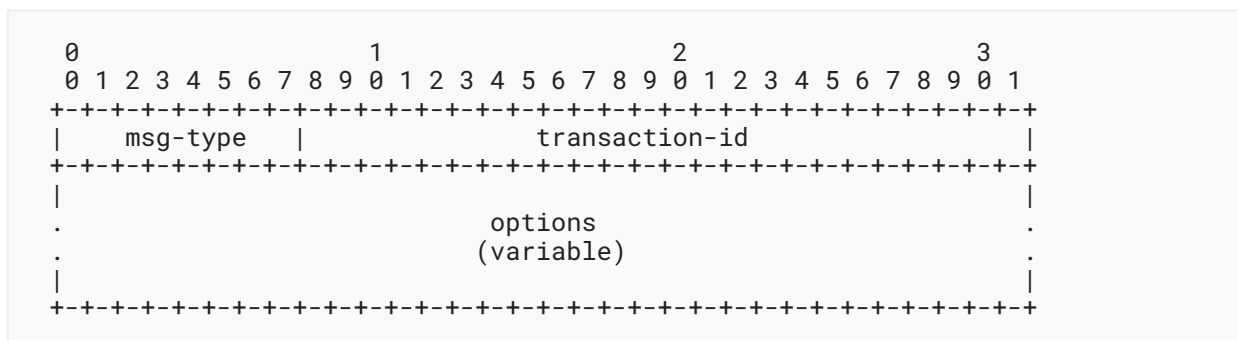 0                   1                   2                   3
 0 1 2 3 4 5 6 7 8 9 0 1 2 3 4 5 6 7 8 9 0 1 2 3 4 5 6 7 8 9 0 1
+-+-+-+-+-+-+-+-+-+-+-+-+-+-+-+-+-+-+-+-+-+-+-+-+-+-+-+-+-+-+-+-+
|    msg-type   |               transaction-id                  |
+-+-+-+-+-+-+-+-+-+-+-+-+-+-+-+-+-+-+-+-+-+-+-+-+-+-+-+-+-+-+-+-+
|                                                               |
.                            options                            .
.                           (variable)                          .
|                                                               |
+-+-+-+-+-+-+-+-+-+-+-+-+-+-+-+-+-+-+-+-+-+-+-+-+-+-+-+-+-+-+-+-+